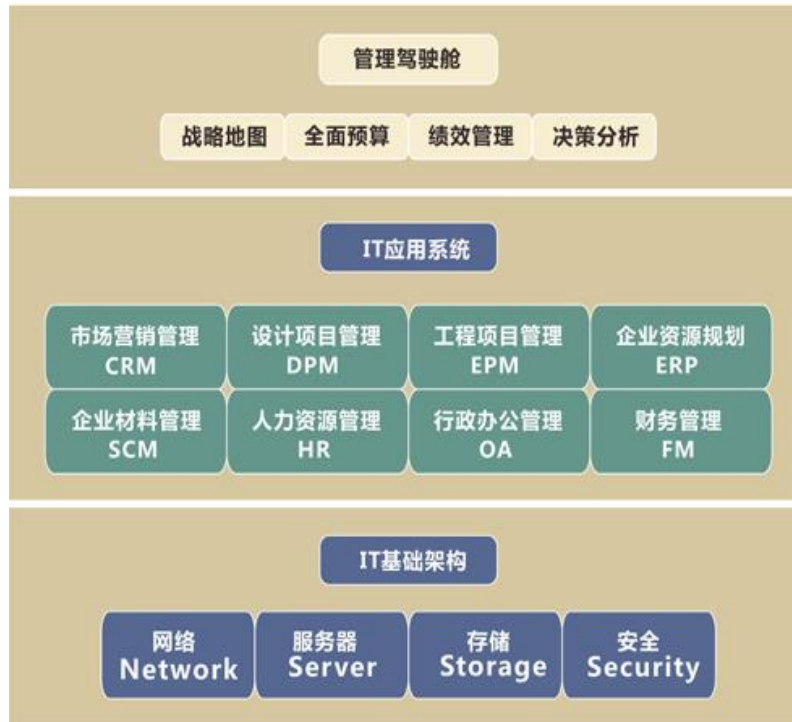 管理驾驶舱
战略地图 全面预算 绩效管理 决策分析
IT应用系统
市场营销管理 设计项目管理 工程项目管理 企业资源规划
CRM DPM EPM ERP
企业材料管理 人力资源管理 行政办公管理 财务管理
SCM HR OA FM
IT基础架构
网络 服务器 存储 安全
Network Server Storage Security